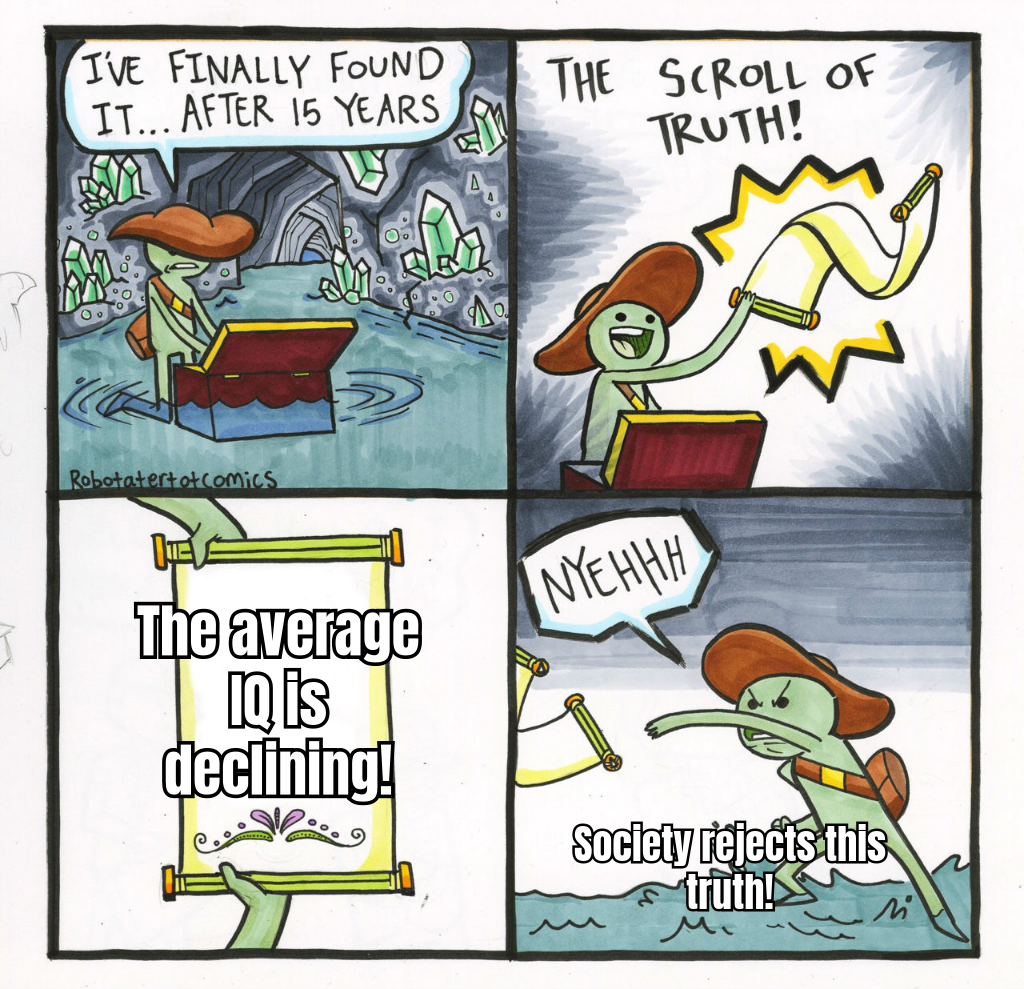 I'VE FINALLY FOUND
IT... AFTER 15 YEARS
THE SCROLL OF
TRUTH!
Robotatertotcomics
The average
IQ is
declining!
NYEHHH
Society rejects this
truth!